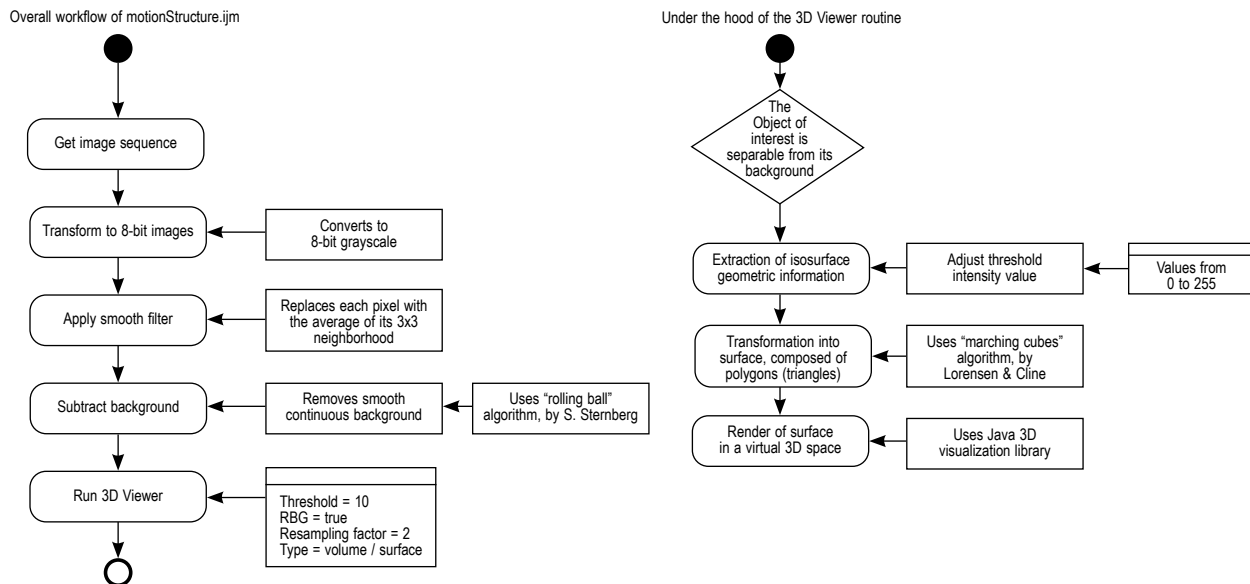 Overall workflow of motionStructure.ijm
Get image sequence
Transform to 8-bit images
Converts to
8-bit grayscale
Apply smooth filter
Replaces each pixel with
the average of its 3x3
neighborhood
Subtract background
Removes smooth
continuous background
Uses “rolling ball”
algorithm, by S. Sternberg
Run 3D Viewer
Threshold = 10
RBG = true
Resampling factor = 2
Type = volume / surface
Under the hood of the 3D Viewer routine
The
Object of
interest is
separable from its
background
Extraction of isosurface
geometric information
Adjust threshold
intensity value
Values from
0 to 255
Transformation into
surface, composed of
polygons (triangles)
Uses “marching cubes”
algorithm, by
Lorensen & Cline
Render of surface
in a virtual 3D space
Uses Java 3D
visualization library